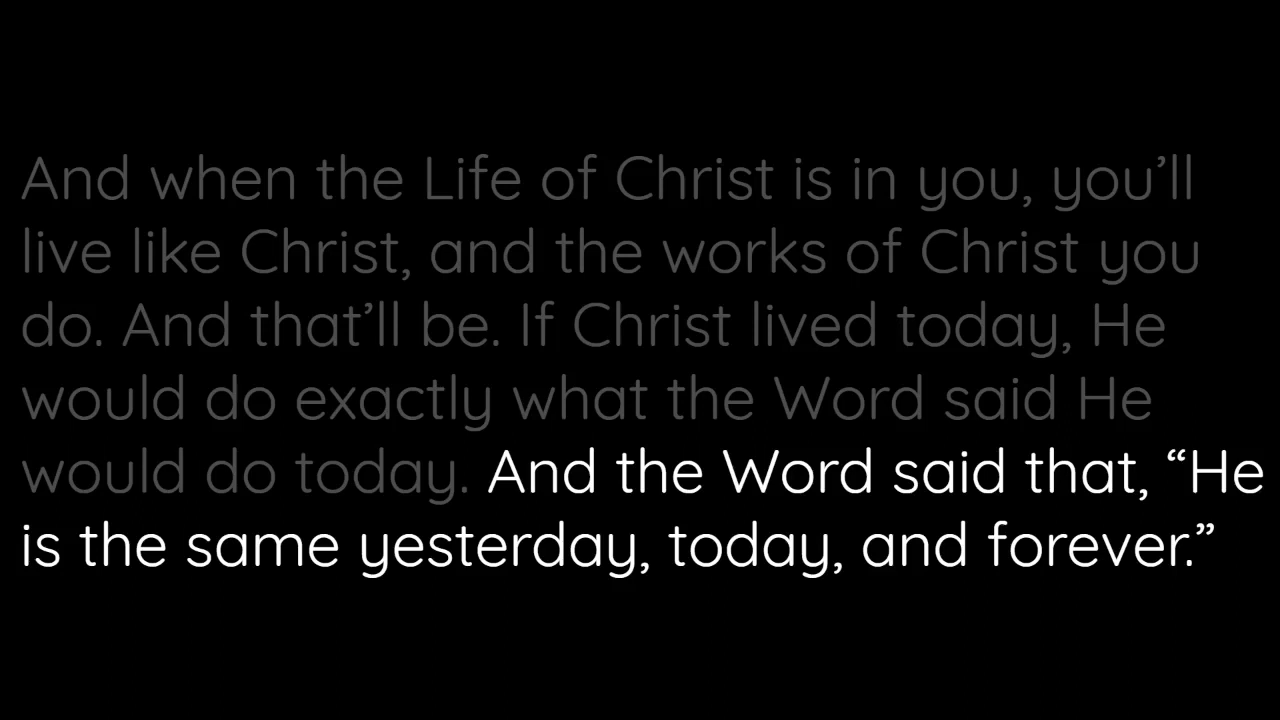 And when the Life of Christ is in you, you’ll
live like Christ, and the works of Christ you
do. And that’ll be. If Christ lived today, He
would do exactly what the Word said He
would do today. And the Word said that, “He
is the same yesterday, today, and forever.”